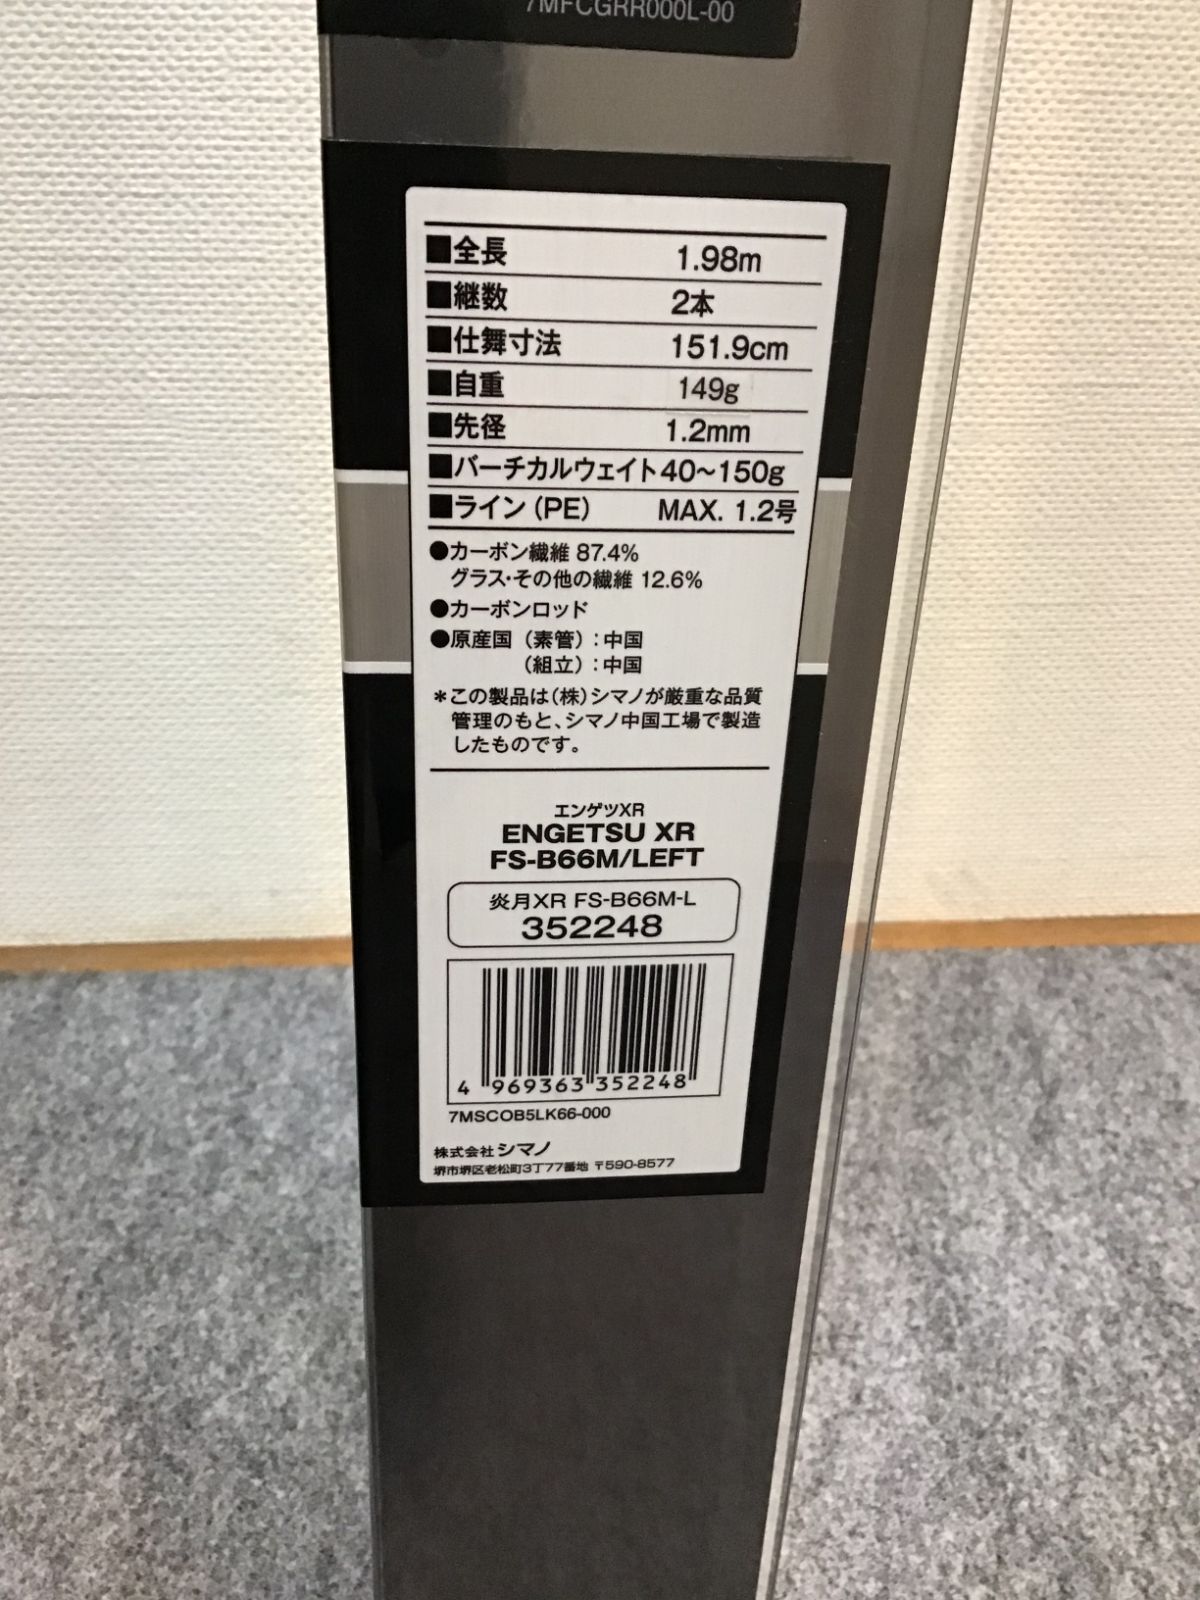 7MFCGRR000L-00
■全長 1.98m
■継数 2本
■仕舞寸法 151.9cm
■自重 149g
■先径 1.2mm
■バーチカルウェイト 40～150g
■ライン(PE) MAX. 1.2号
●カーボン繊維 87.4%
グラス・その他の繊維 12.6%
●カーボンロッド
●原産国（素管）:中国
（組立）:中国
＊この製品は(株)シマノが厳重な品質
管理のもと、シマノ中国工場で製造
したものです。
エンゲツXR
ENGETSU XR
FS-B66M/LEFT
炎月XR FS-B66M-L
352248
4 969363 352248
7MSCOB5LK66-000
株式会社シマノ
堺市堺区老松町3丁77番地 〒590-8577